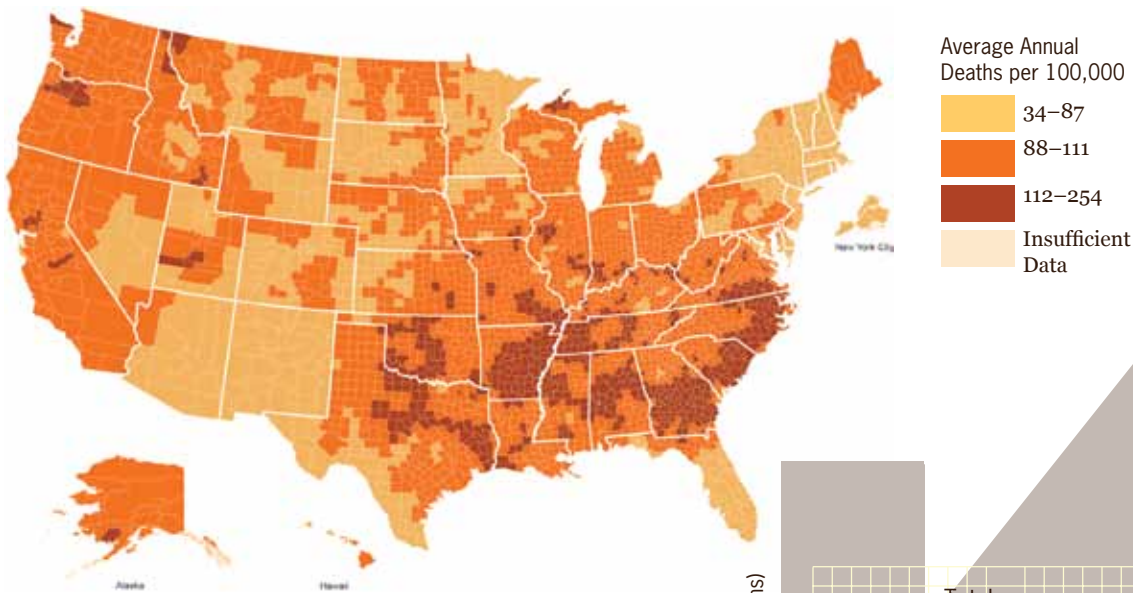 Average Annual
Deaths per 100,000
34–87
88–111
112–254
Insufficient
Data
New York City
Alaska
Hawaii